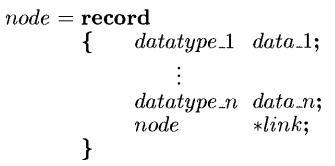 node = record
{ datatype_1 data_1;
⋮
datatype_n data_n;
node *link;
}